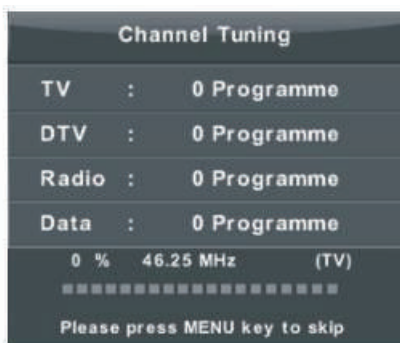 Channel Tuning
TV : 0 Programme
DTV : 0 Programme
Radio : 0 Programme
Data : 0 Programme
0 % 46.25 MHz (TV)
Please press MENU key to skip